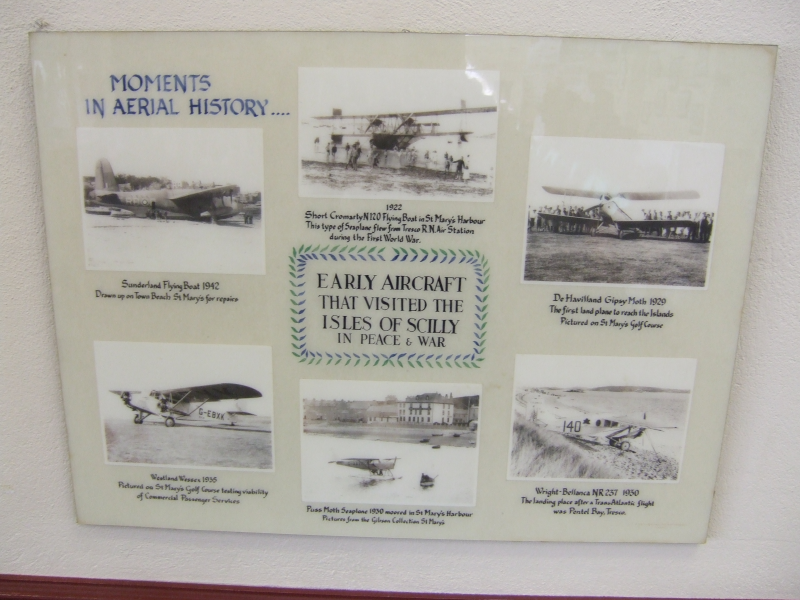 MOMENTS
IN AERIAL HISTORY....
1922
Short Cromarty N120 Flying Boat in St Mary's Harbour
This type of Seaplane flew from Tresco R.N. Air Station
during the First World War.
Sunderland Flying Boat 1942
Drawn up on Town Beach St Mary's for repairs
EARLY AIRCRAFT
THAT VISITED THE
ISLES OF SCILLY
IN PEACE & WAR
De Havilland Gipsy Moth 1929
The first land plane to reach the Islands
Pictured on St Mary's Golf Course
G-EBXK
Westland Wessex 1935
Pictured on St Mary's Golf Course testing viability
of Commercial Passenger Services
Puss Moth Seaplane 1930 moored in St Mary's Harbour
Pictures from the Gibson Collection St Mary's
140
Wright-Bellanca NR 237 1930
The landing place after a TransAtlantic flight
was Pentel Bay, Tresco.